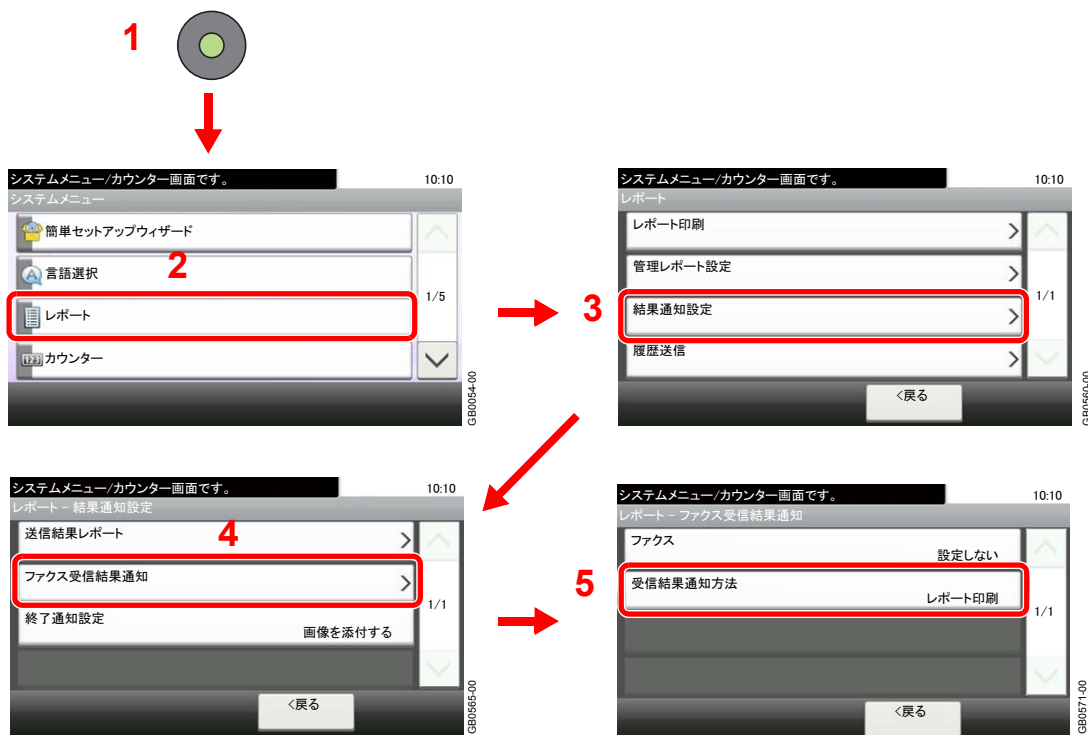 1
システムメニュー/カウンター画面です。 10:10
システムメニュー
簡単セットアップウィザード
言語選択
2
レポート
1/5
カウンター
GB0054-00
システムメニュー/カウンター画面です。 10:10
レポート
レポート印刷
管理レポート設定
3
結果通知設定
1/1
履歴送信
<戻る
GB0560-00
システムメニュー/カウンター画面です。 10:10
レポート - 結果通知設定
送信結果レポート
4
ファクス受信結果通知
1/1
終了通知設定
画像を添付する
<戻る
GB0565-00
システムメニュー/カウンター画面です。 10:10
レポート - ファクス受信結果通知
ファクス
設定しない
5
受信結果通知方法
レポート印刷
1/1
<戻る
GB0571-00